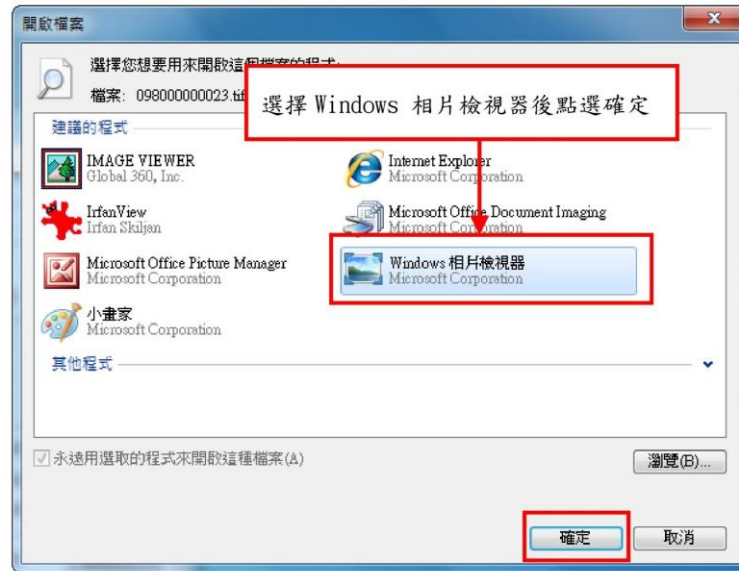 開啟檔案
選擇您想要用來開啟這個檔案的程式:
檔案: 098000000023.tif
選擇 Windows 相片檢視器後點選確定
建議的程式
IMAGE VIEWER
Global 360, Inc.
Internet Explorer
Microsoft Corporation
IrfanView
Irfan Skiljan
Microsoft Office Document Imaging
Microsoft Corporation
Microsoft Office Picture Manager
Microsoft Corporation
Windows 相片檢視器
Microsoft Corporation
小畫家
Microsoft Corporation
其他程式
永遠用選取的程式來開啟這種檔案(A)
瀏覽(B)...
確定
取消